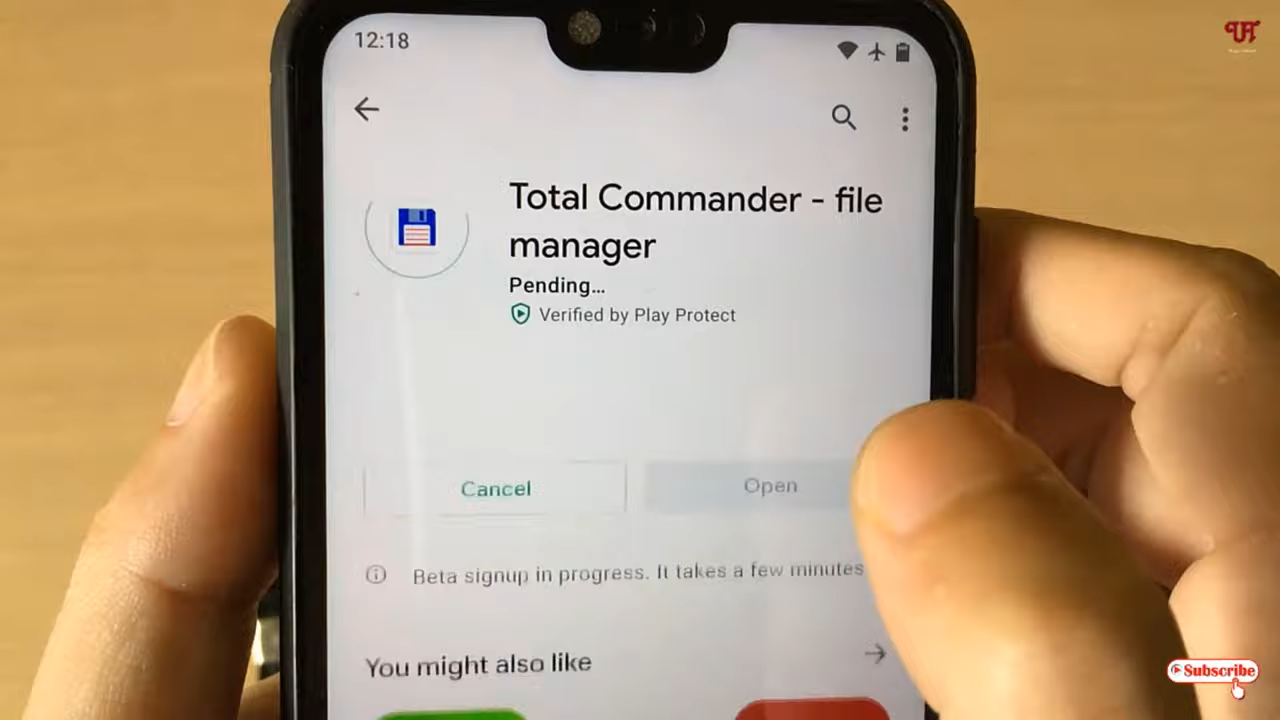 12:18
Total Commander - file
manager
Pending...
Verified by Play Protect
Cancel
Open
Beta signup in progress. It takes a few minutes
You might also like
Subscribe